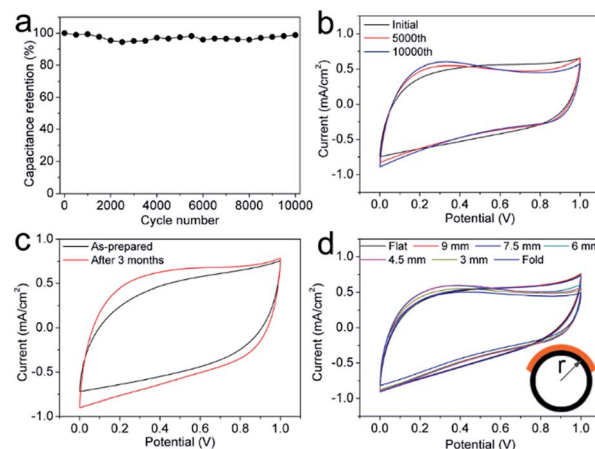 a
Capacitance retention (%)
100
80
60
40
20
0
0 2000 4000 6000 8000 10000
Cycle number
b
Initial
5000th
10000th
Current (mA/cm²)
1.0
0.5
0.0
-0.5
-1.0
0.0 0.2 0.4 0.6 0.8 1.0
Potential (V)
c
As-prepared
After 3 months
Current (mA/cm²)
1.0
0.5
0.0
-0.5
-1.0
0.0 0.2 0.4 0.6 0.8 1.0
Potential (V)
d
Flat 9 mm 7.5 mm 6 mm
4.5 mm 3 mm Fold
Current (mA/cm²)
1.0
0.5
0.0
-0.5
-1.0
0.0 0.2 0.4 0.6 0.8 1.0
Potential (V)
r